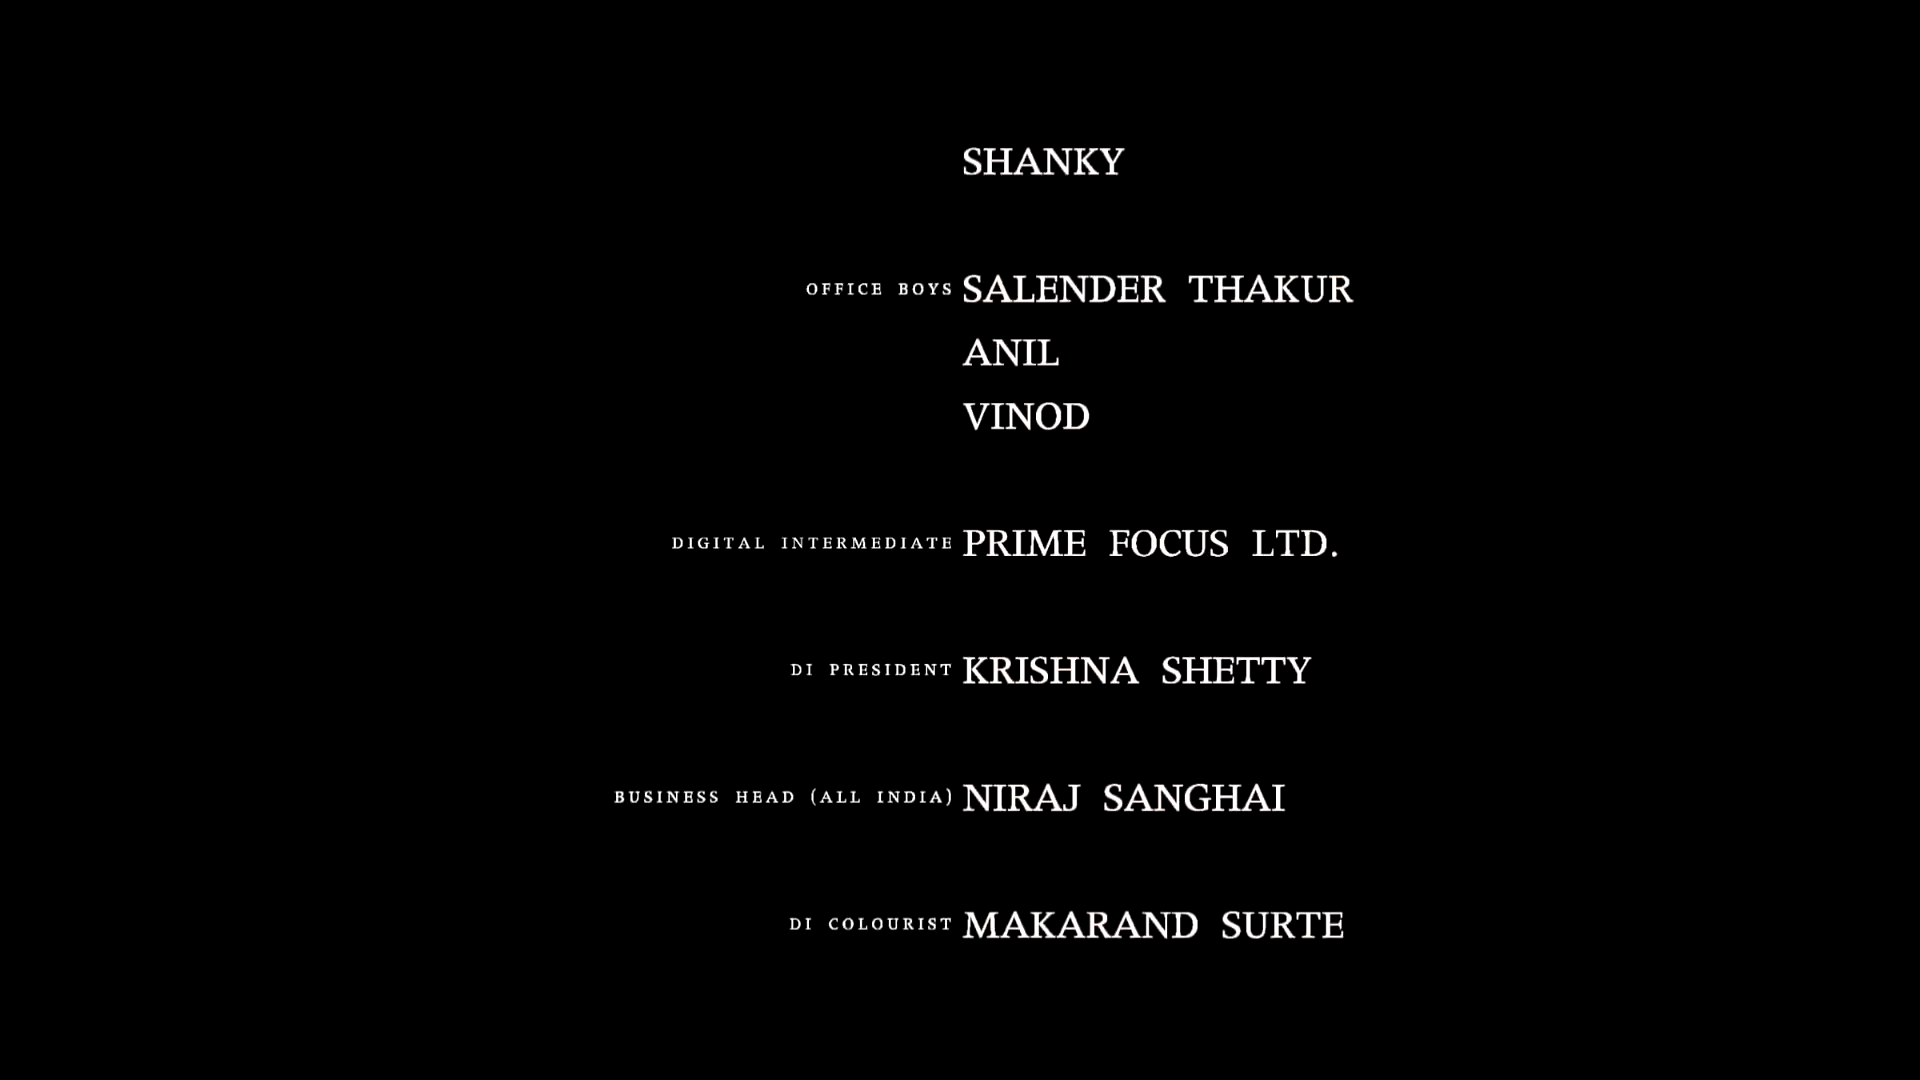 SHANKY
OFFICE BOYS SALENDER THAKUR
ANIL
VINOD
DIGITAL INTERMEDIATE PRIME FOCUS LTD.
DI PRESIDENT KRISHNA SHETTY
BUSINESS HEAD (ALL INDIA) NIRAJ SANGHAI
DI COLOURIST MAKARAND SURTE